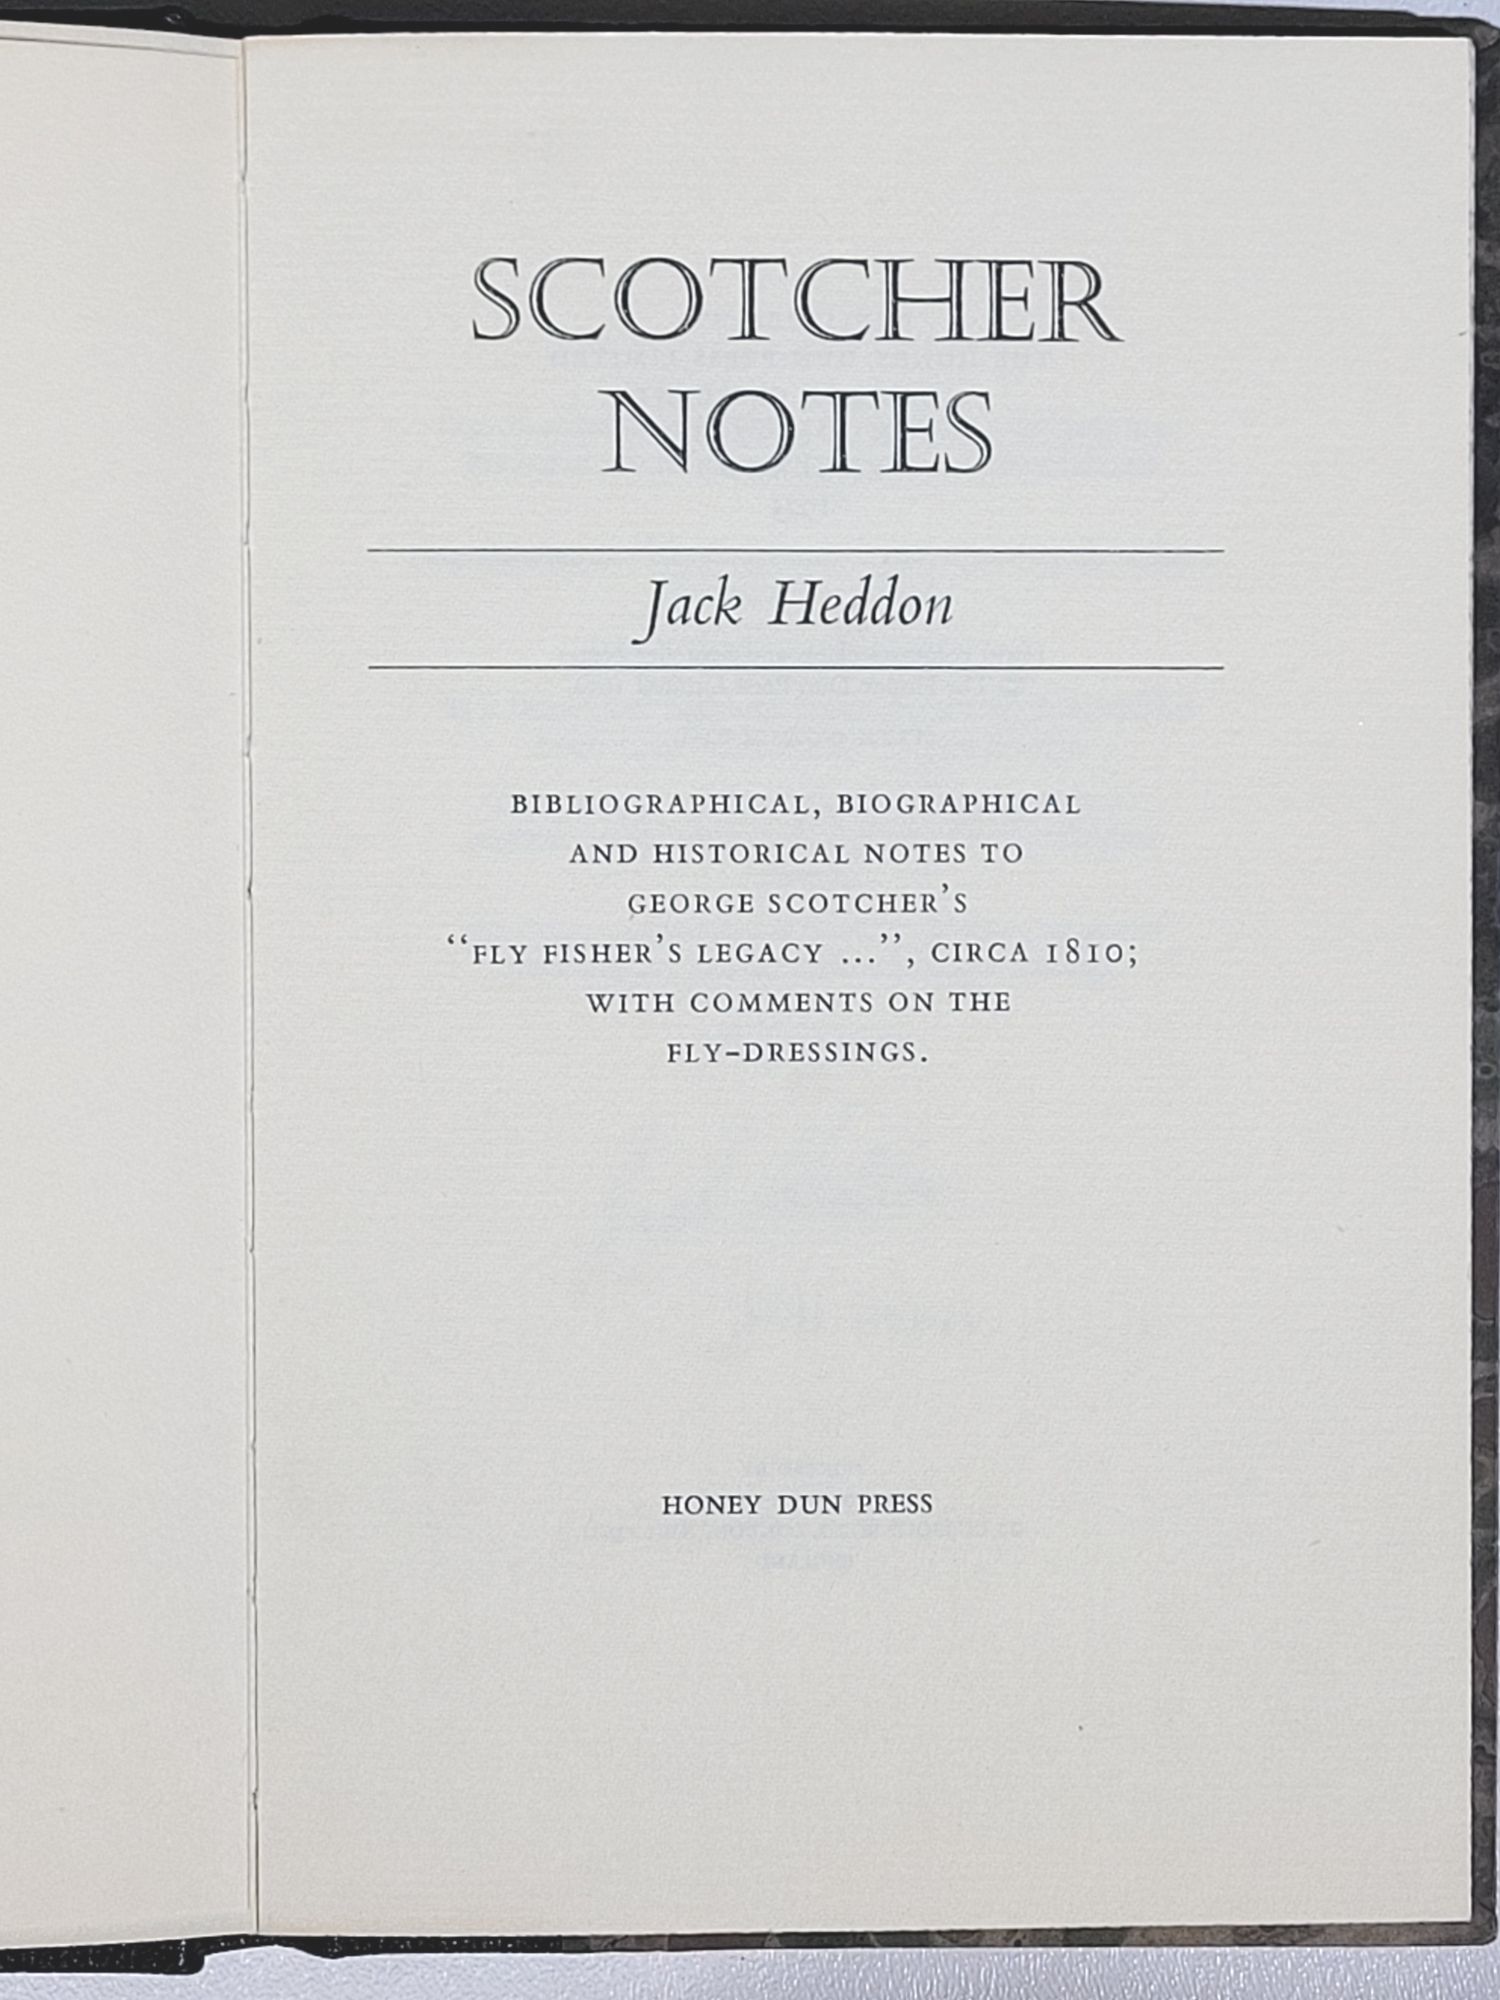 SCOTCHER
NOTES
Jack Heddon
BIBLIOGRAPHICAL, BIOGRAPHICAL
AND HISTORICAL NOTES TO
GEORGE SCOTCHER’S
“FLY FISHER’S LEGACY ...”, CIRCA 1810;
WITH COMMENTS ON THE
FLY–DRESSINGS.
HONEY DUN PRESS